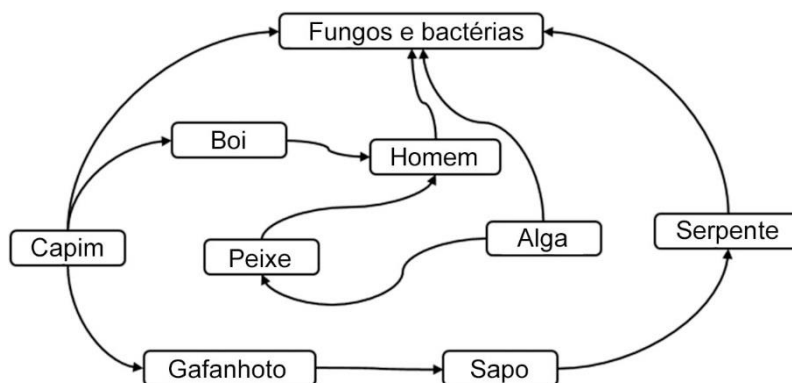 Fungos e bactérias
Boi
Homem
Capim
Peixe
Alga
Serpente
Gafanhoto
Sapo